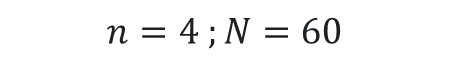 n = 4 ; N = 60